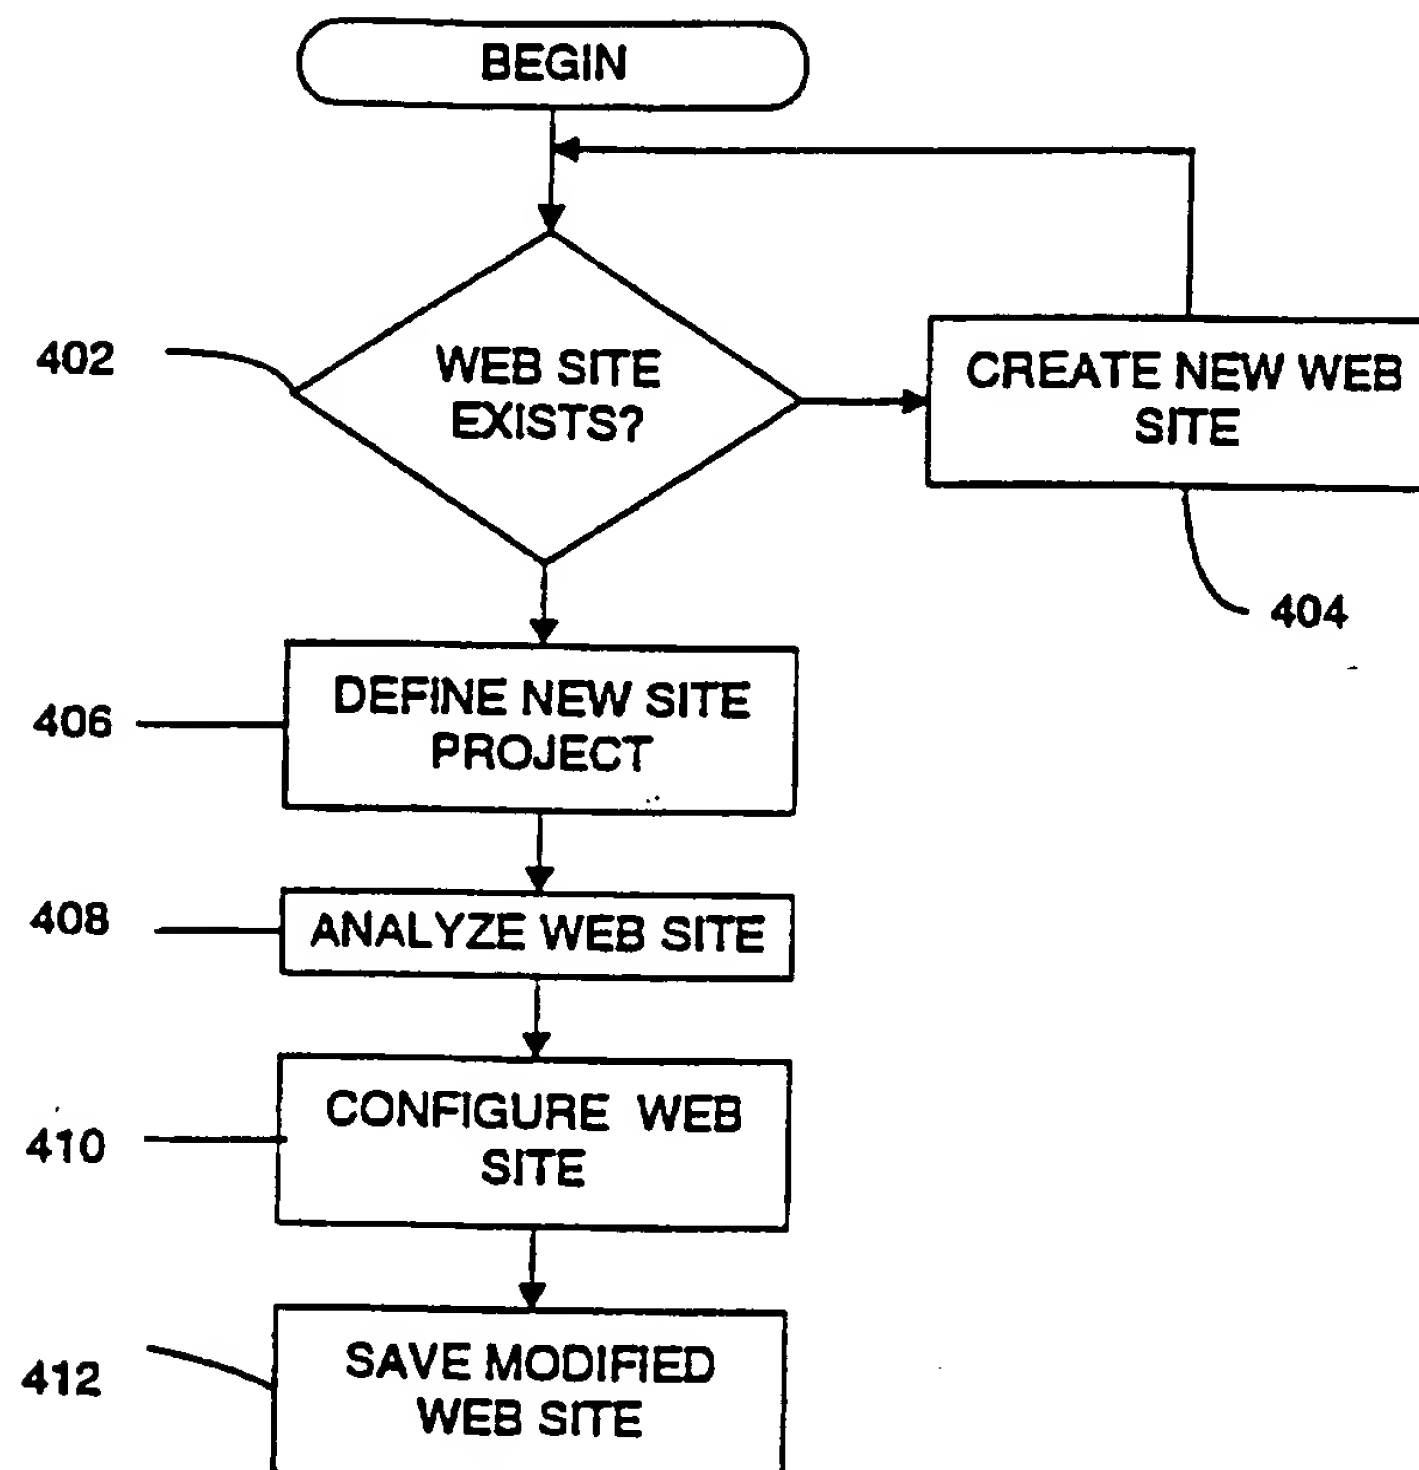 BEGIN
402
WEB SITE
EXISTS?
CREATE NEW WEB
SITE
404
406
DEFINE NEW SITE
PROJECT
408
ANALYZE WEB SITE
410
CONFIGURE WEB
SITE
412
SAVE MODIFIED
WEB SITE